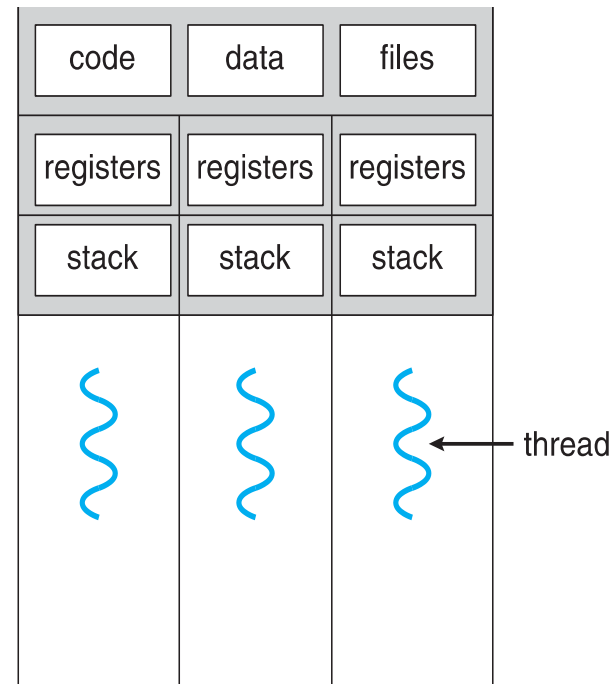 code data files
registers registers registers
stack stack stack
thread